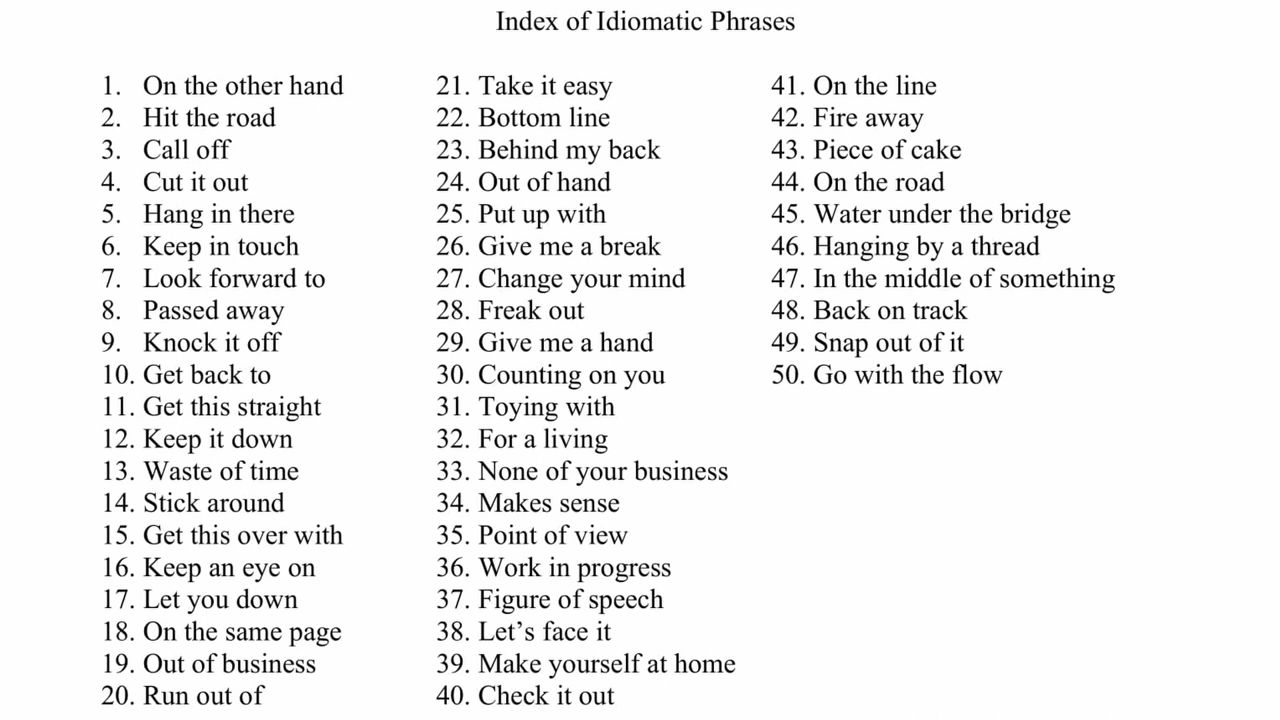 Index of Idiomatic Phrases
1. On the other hand
2. Hit the road
3. Call off
4. Cut it out
5. Hang in there
6. Keep in touch
7. Look forward to
8. Passed away
9. Knock it off
10. Get back to
11. Get this straight
12. Keep it down
13. Waste of time
14. Stick around
15. Get this over with
16. Keep an eye on
17. Let you down
18. On the same page
19. Out of business
20. Run out of
21. Take it easy
22. Bottom line
23. Behind my back
24. Out of hand
25. Put up with
26. Give me a break
27. Change your mind
28. Freak out
29. Give me a hand
30. Counting on you
31. Toying with
32. For a living
33. None of your business
34. Makes sense
35. Point of view
36. Work in progress
37. Figure of speech
38. Let’s face it
39. Make yourself at home
40. Check it out
41. On the line
42. Fire away
43. Piece of cake
44. On the road
45. Water under the bridge
46. Hanging by a thread
47. In the middle of something
48. Back on track
49. Snap out of it
50. Go with the flow